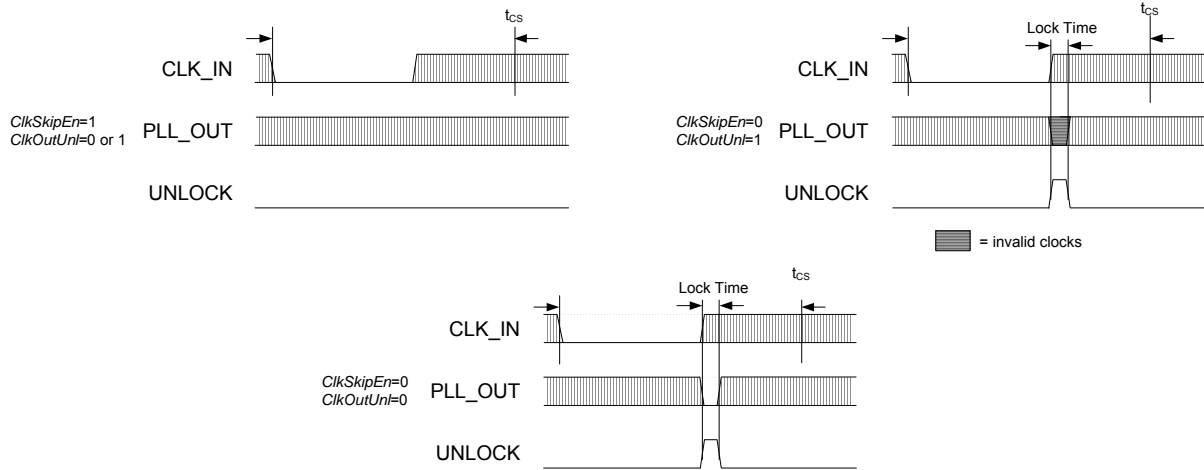 t_CS
CLK_IN
ClkSkipEn=1
ClkOutUnl=0 or 1
PLL_OUT
UNLOCK
t_CS
Lock Time
CLK_IN
ClkSkipEn=0
ClkOutUnl=1
PLL_OUT
UNLOCK
= invalid clocks
t_CS
Lock Time
CLK_IN
ClkSkipEn=0
ClkOutUnl=0
PLL_OUT
UNLOCK